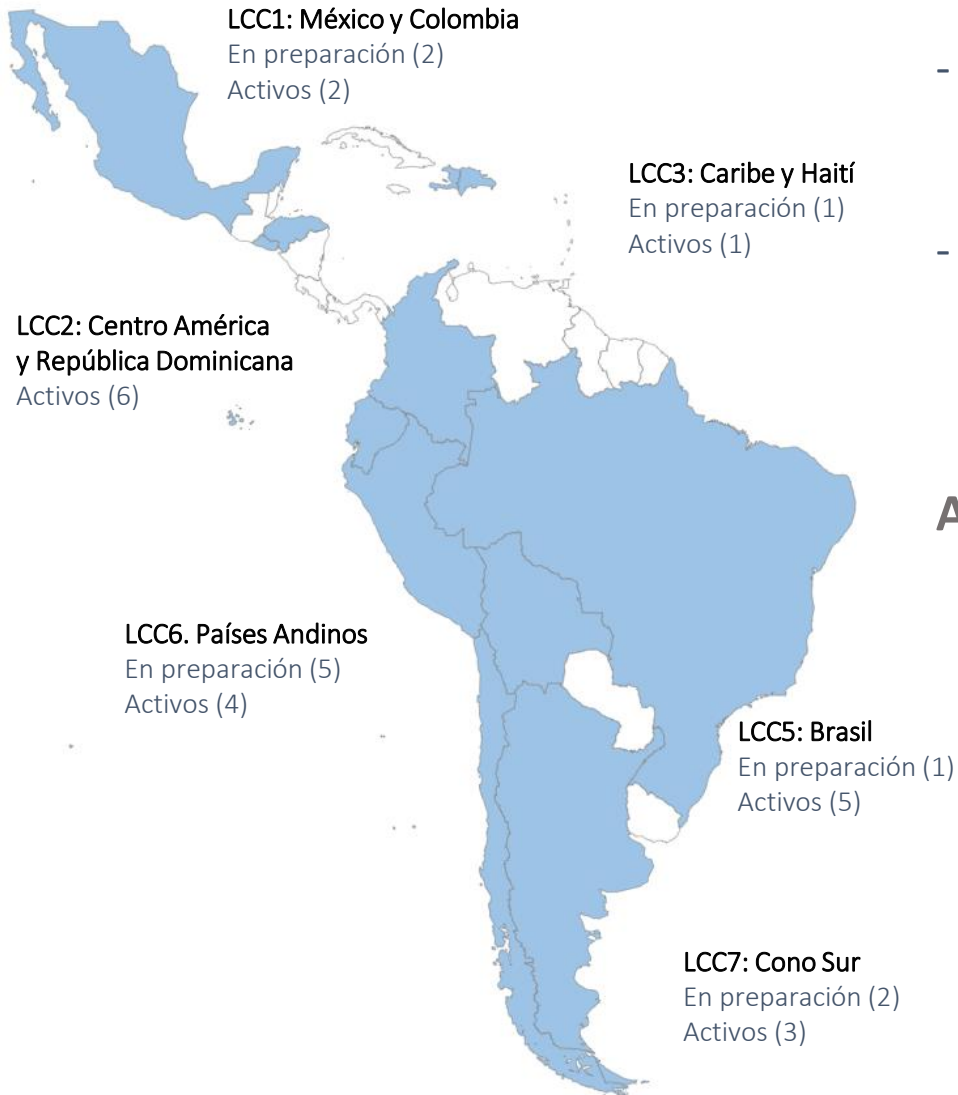 LCC1: México y Colombia
En preparación (2)
Activos (2)
-
LCC3: Caribe y Haití
En preparación (1)
Activos (1)
-
LCC2: Centro América
y República Dominicana
Activos (6)
A
LCC6. Países Andinos
En preparación (5)
Activos (4)
LCC5: Brasil
En preparación (1)
Activos (5)
LCC7: Cono Sur
En preparación (2)
Activos (3)